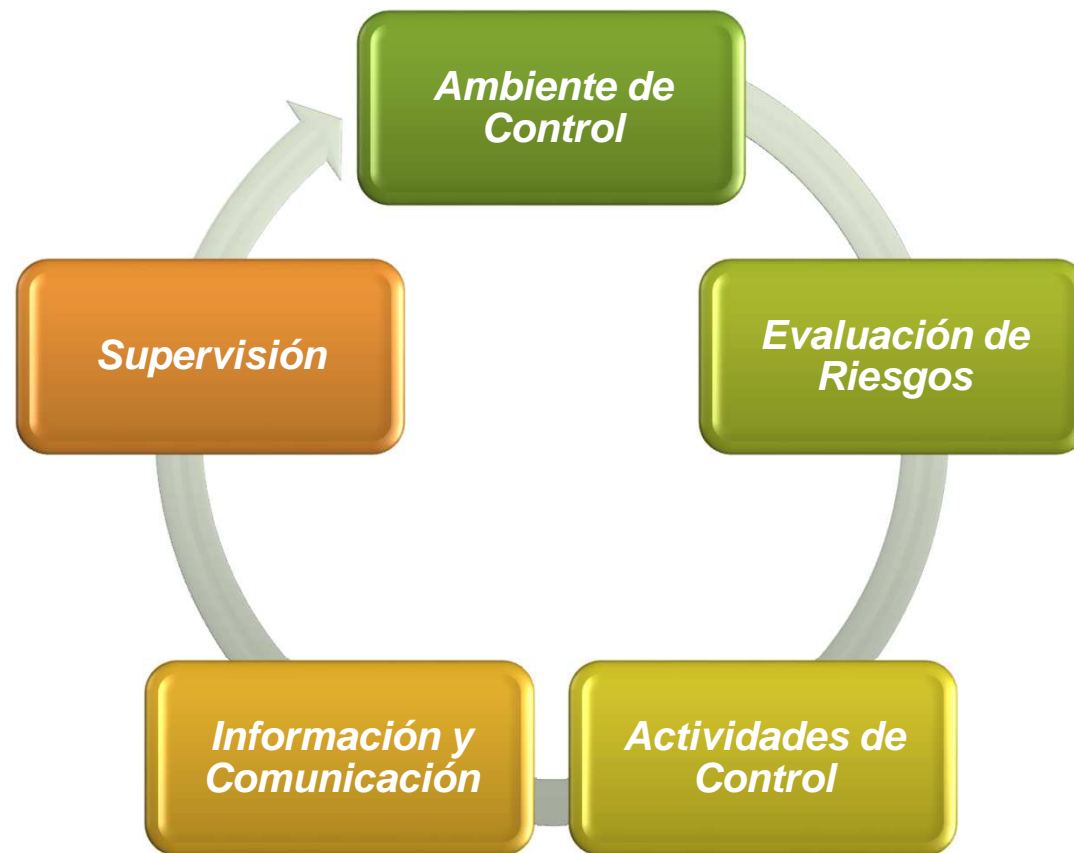 Ambiente de
Control
Evaluación de
Riesgos
Actividades de
Control
Información y
Comunicación
Supervisión